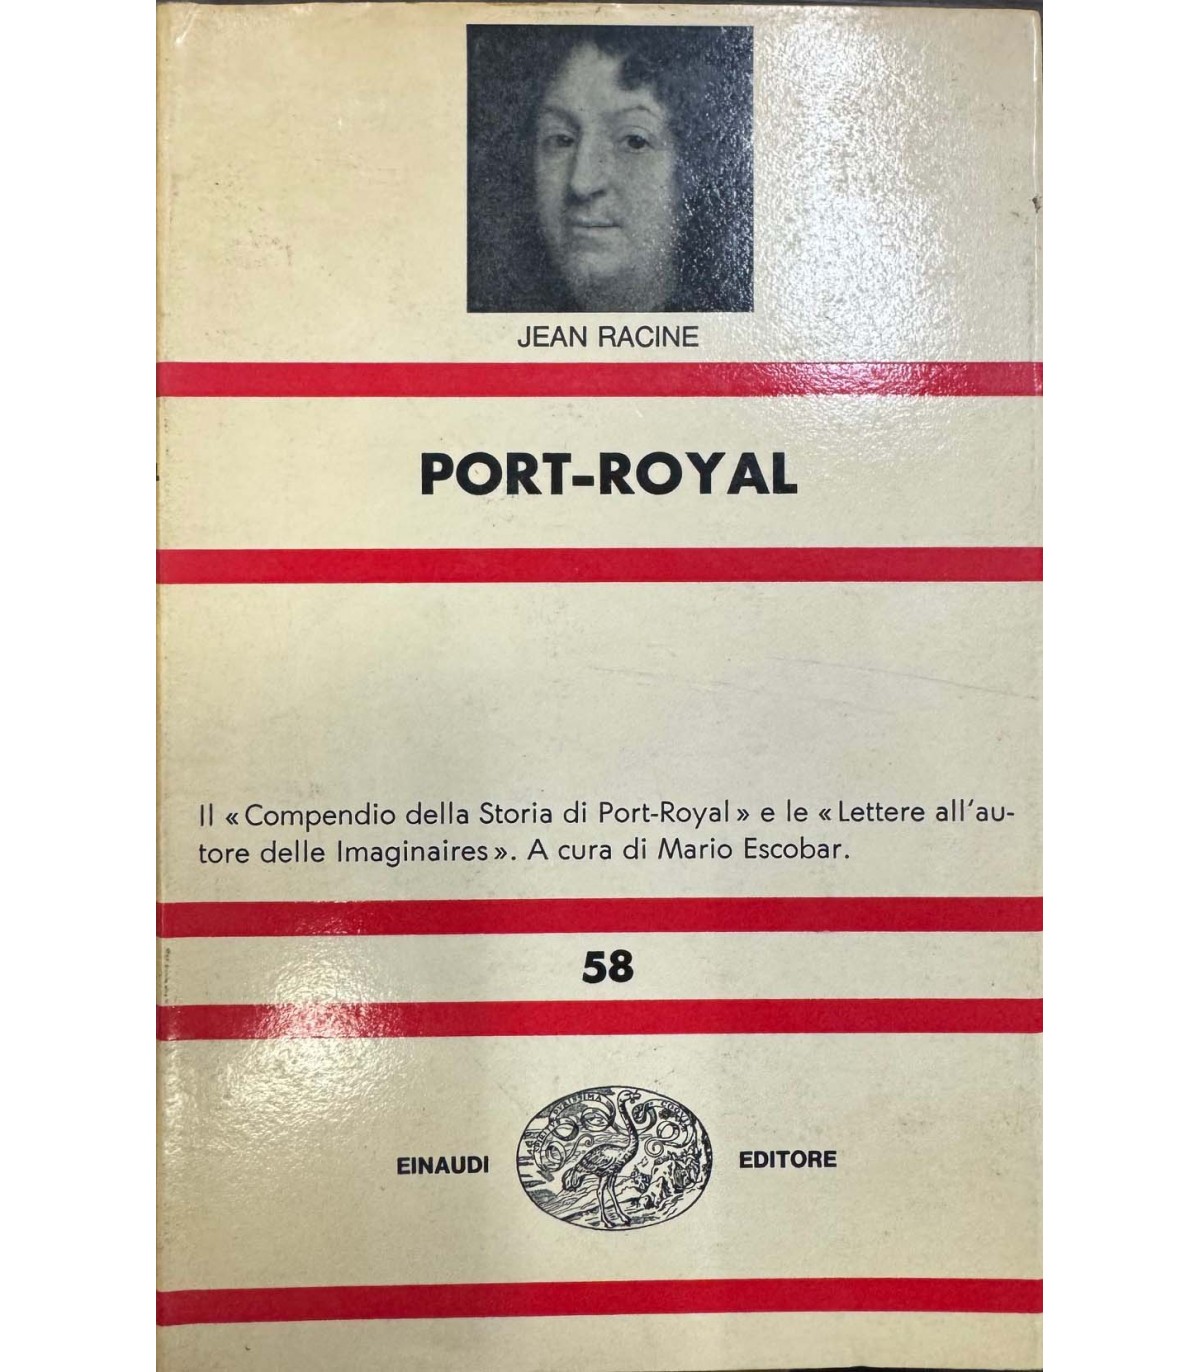 JEAN RACINE
PORT-ROYAL
Il « Compendio della Storia di Port-Royal » e le « Lettere all'au-
tore delle Imaginaires ». A cura di Mario Escobar.
58
EINAUDI
EDITORE